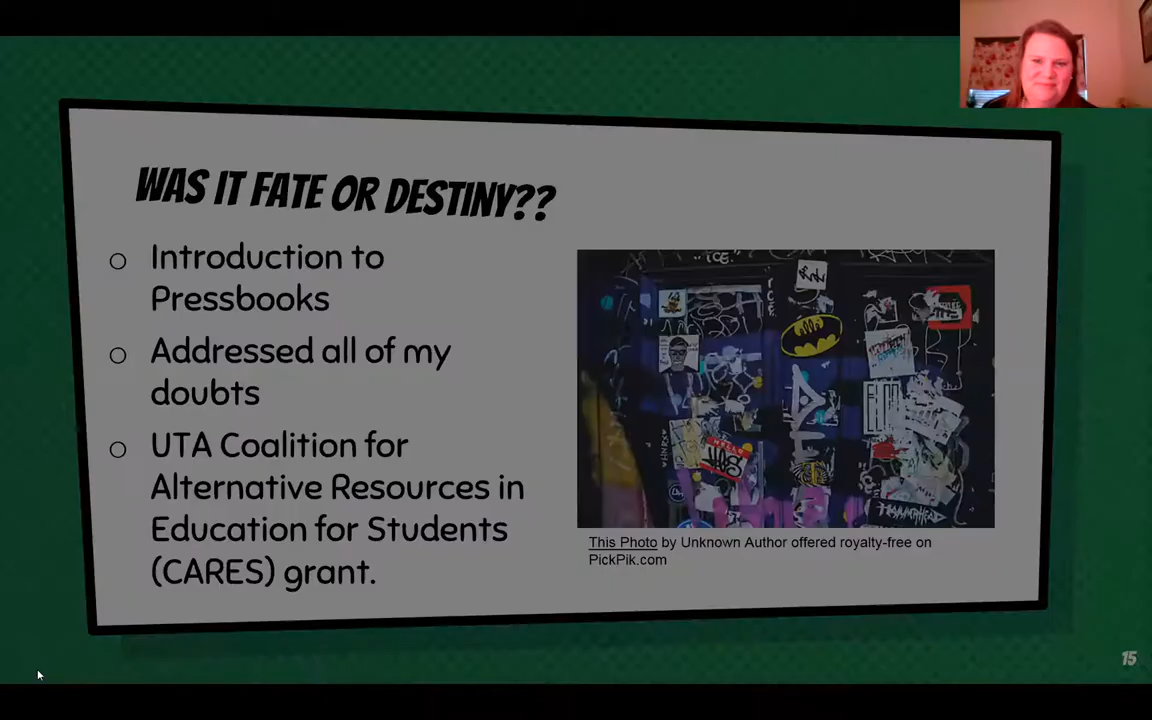 WAS IT FATE OR DESTINY??
Introduction to
Pressbooks
Addressed all of my
doubts
UTA Coalition for
Alternative Resources in
Education for Students
(CARES) grant.
This Photo by Unknown Author offered royalty-free on
PickPik.com
15